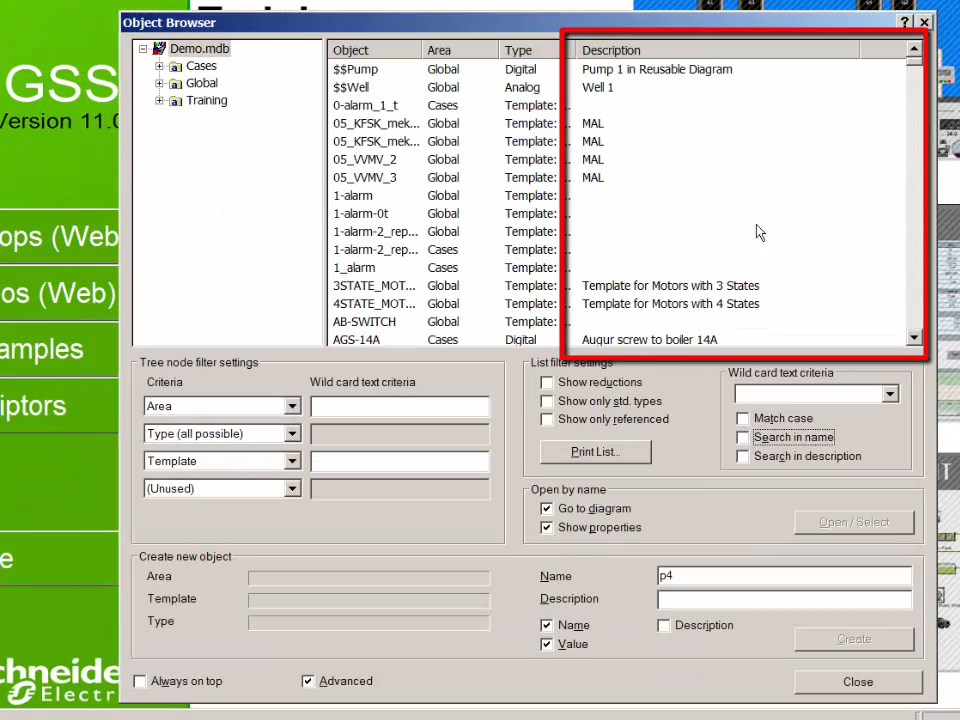 Object Browser
GSS
Version 11.0
ops (Web
os (Web)
amples
iptors
e
chneide
Electr
Demo.mdb
Cases
Global
Training
Object Area Type Description
$$Pump Global Digital Pump 1 in Reusable Diagram
$$Well Global Analog Well 1
0-alarm_1_t Cases Template: ...
05_KFSK_mek... Global Template: ... MAL
05_KFSK_mek... Global Template: ... MAL
05_VVMV_2 Global Template: ... MAL
05_VVMV_3 Global Template: ... MAL
1-alarm Global Template: ...
1-alarm-0t Global Template: ...
1-alarm-2_rep... Global Template: ...
1-alarm-2_rep... Cases Template: ...
1_alarm Cases Template: ...
3STATE_MOT... Global Template: ... Template for Motors with 3 States
4STATE_MOT... Global Template: ... Template for Motors with 4 States
AB-SWITCH Global Template: ...
AGS-14A Cases Digital Augur screw to boiler 14A
Tree node filter settings
Criteria Wild card text criteria
Area
Type (all possible)
Template
(Unused)
List filter settings
Show reductions
Show only std. types
Show only referenced
Print List...
Wild card text criteria
Match case
Search in name
Search in description
Open by name
Go to diagram
Show properties
Open / Select
Create new object
Area
Template
Type
Name p4
Description
Name Description
Value
Create
Always on top Advanced Close